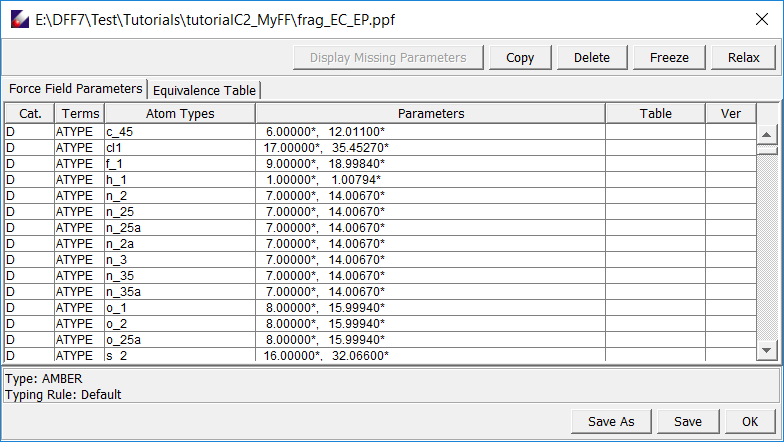 E:\DFF7\Test\Tutorials\tutorialC2_MyFF\frag_EC_EP.ppf
Display Missing Parameters Copy Delete Freeze Relax
Force Field Parameters Equivalence Table
Cat. Terms Atom Types Parameters Table Ver
D ATYPE c_45 6.00000*, 12.01100*
D ATYPE cl1 17.00000*, 35.45270*
D ATYPE f_1 9.00000*, 18.99840*
D ATYPE h_1 1.00000*, 1.00794*
D ATYPE n_2 7.00000*, 14.00670*
D ATYPE n_25 7.00000*, 14.00670*
D ATYPE n_25a 7.00000*, 14.00670*
D ATYPE n_2a 7.00000*, 14.00670*
D ATYPE n_3 7.00000*, 14.00670*
D ATYPE n_35 7.00000*, 14.00670*
D ATYPE n_35a 7.00000*, 14.00670*
D ATYPE o_1 8.00000*, 15.99940*
D ATYPE o_2 8.00000*, 15.99940*
D ATYPE o_25a 8.00000*, 15.99940*
D ATYPE s_2 16.00000*, 32.06600*
Type: AMBER
Typing Rule: Default
Save As Save OK